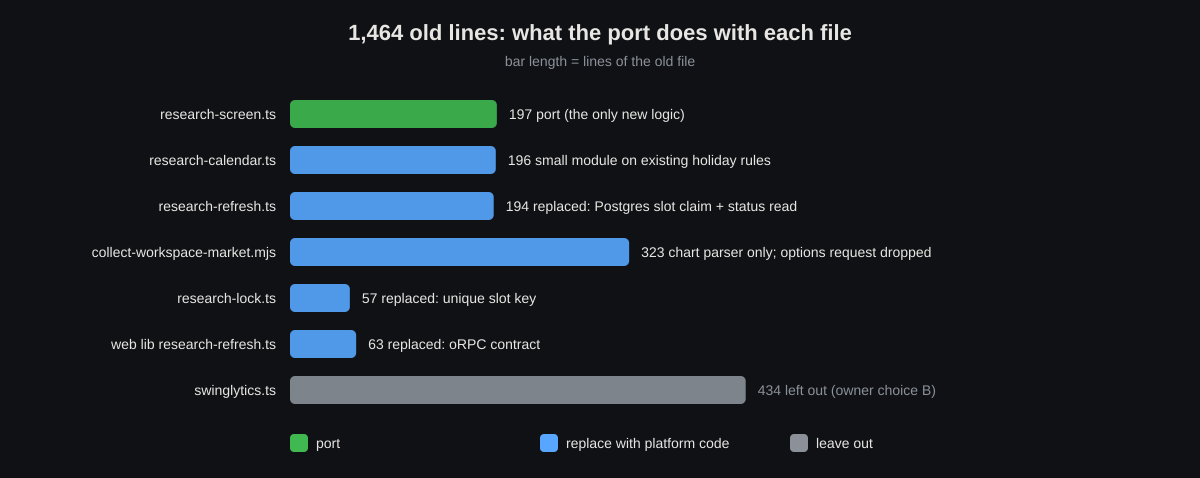 1,464 old lines: what the port does with each file
bar length = lines of the old file
research-screen.ts 197 port (the only new logic)
research-calendar.ts 196 small module on existing holiday rules
research-refresh.ts 194 replaced: Postgres slot claim + status read
collect-workspace-market.mjs 323 chart parser only; options request dropped
research-lock.ts 57 replaced: unique slot key
web lib research-refresh.ts 63 replaced: oRPC contract
swinglytics.ts 434 left out (owner choice B)
port replace with platform code leave out